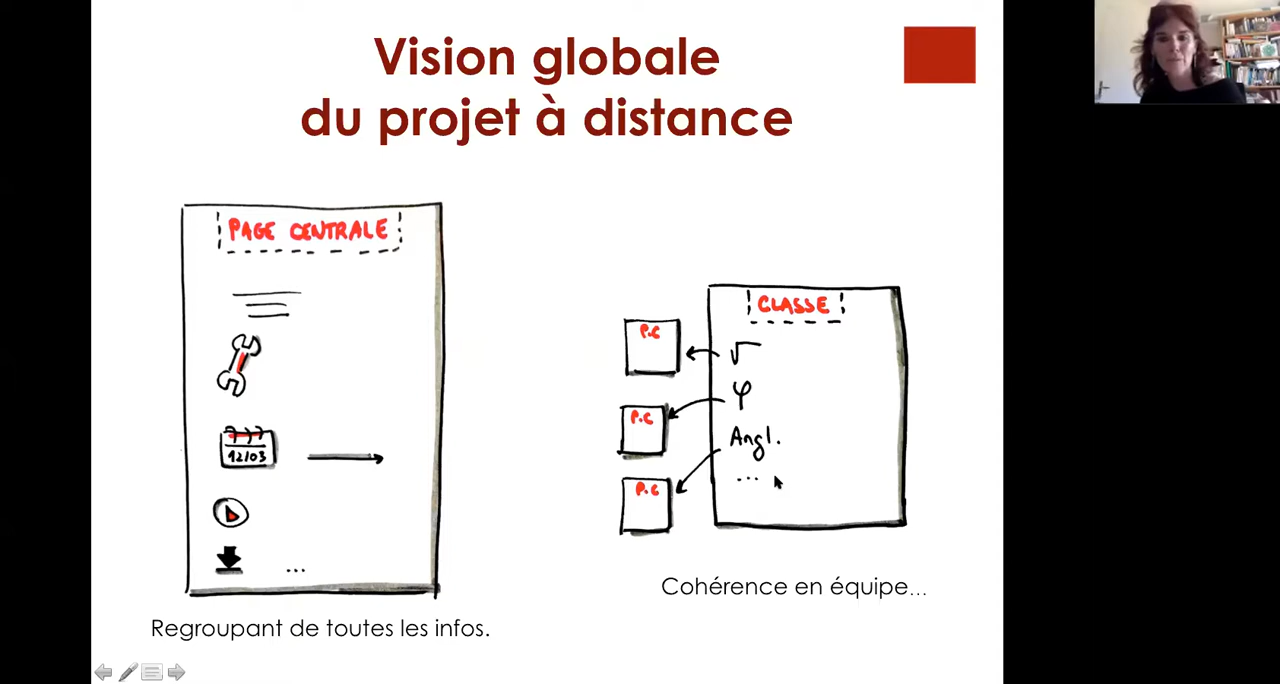 Vision globale
du projet à distance
PAGE CENTRALE
12/03
...
Regroupant de toutes les infos.
CLASSE
P.C
√
P.C
φ
P.C
Angl.
...
Cohérence en équipe...